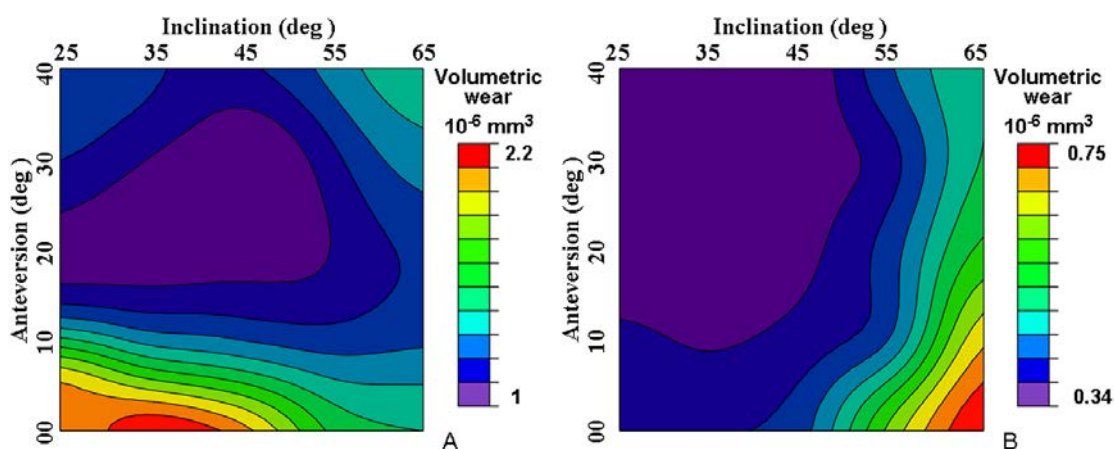 Inclination (deg )
25 35 45 55 65
Anteversion (deg )
40
30
20
10
00
Volumetric
wear
10-6 mm3
2.2
1
A
Inclination (deg )
25 35 45 55 65
Anteversion (deg )
40
30
20
10
00
Volumetric
wear
10-6 mm3
0.75
0.34
B